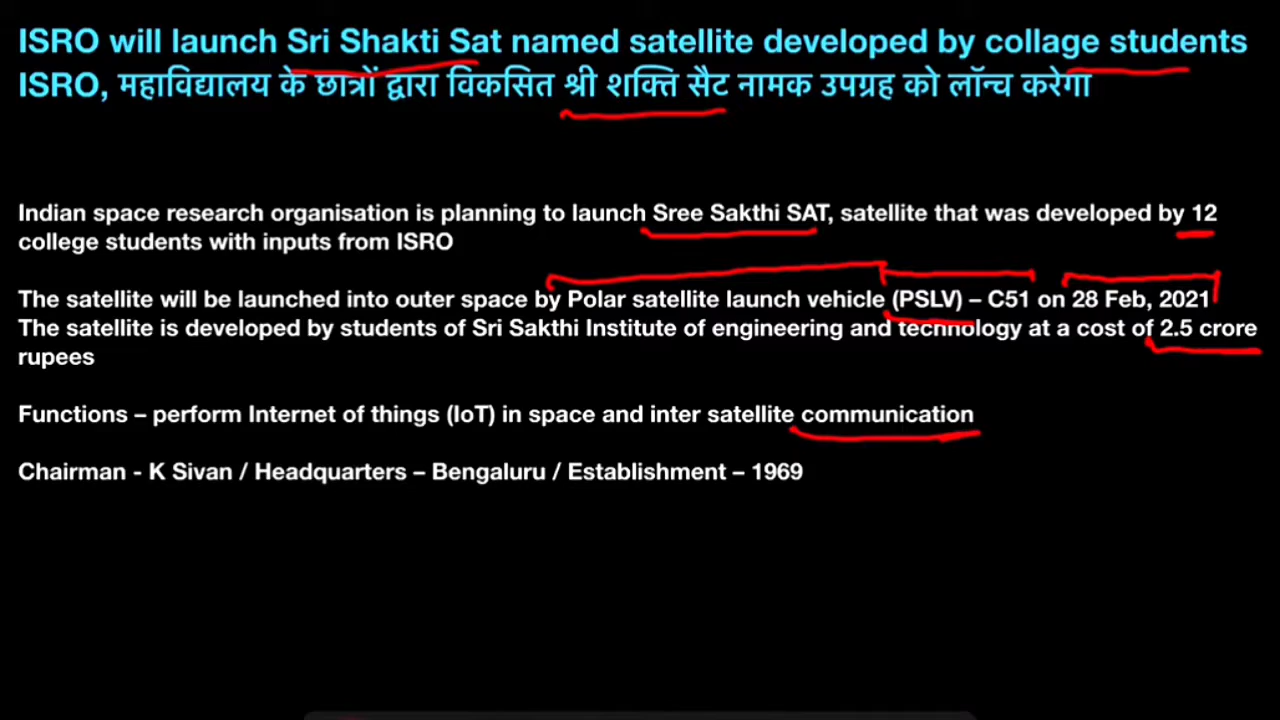 ISRO will launch Sri Shakti Sat named satellite developed by collage students
ISRO, महाविद्यालय के छात्रों द्वारा विकसित श्री शक्ति सैट नामक उपग्रह को लॉन्च करेगा
Indian space research organisation is planning to launch Sree Sakthi SAT, satellite that was developed by 12
college students with inputs from ISRO
The satellite will be launched into outer space by Polar satellite launch vehicle (PSLV) – C51 on 28 Feb, 2021
The satellite is developed by students of Sri Sakthi Institute of engineering and technology at a cost of 2.5 crore
rupees
Functions – perform Internet of things (IoT) in space and inter satellite communication
Chairman - K Sivan / Headquarters – Bengaluru / Establishment – 1969